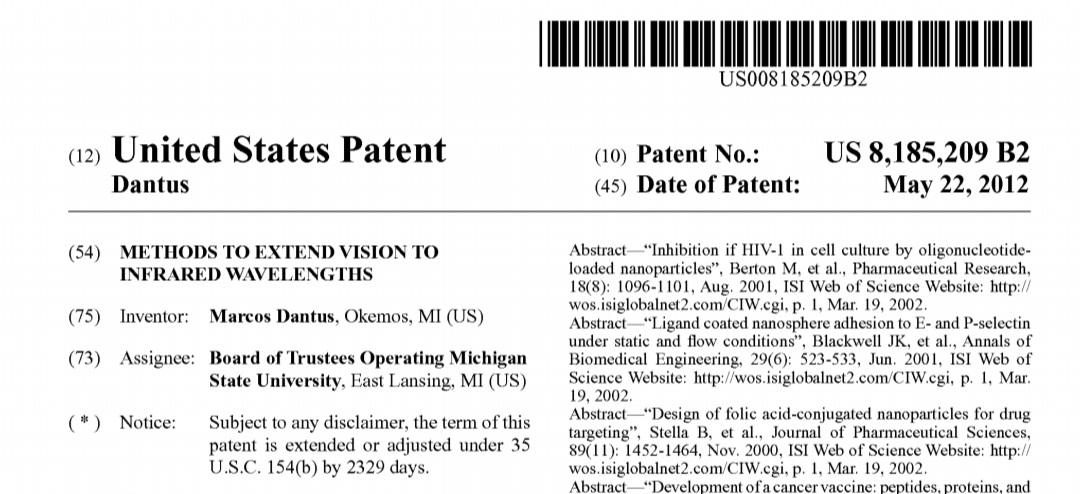 US008185209B2
(12) United States Patent
Dantus
(10) Patent No.: US 8,185,209 B2
(45) Date of Patent: May 22, 2012
(54) METHODS TO EXTEND VISION TO
INFRARED WAVELENGTHS
(75) Inventor: Marcos Dantus, Okemos, MI (US)
(73) Assignee: Board of Trustees Operating Michigan
State University, East Lansing, MI (US)
( * ) Notice: Subject to any disclaimer, the term of this
patent is extended or adjusted under 35
U.S.C. 154(b) by 2329 days.
Abstract—“Inhibition if HIV-1 in cell culture by oligonucleotide-
loaded nanoparticles”, Berton M, et al., Pharmaceutical Research,
18(8): 1096-1101, Aug. 2001, ISI Web of Science Website: http://
wos.isiglobalnet2.com/CIW.cgi, p. 1, Mar. 19, 2002.
Abstract—“Ligand coated nanosphere adhesion to E- and P-selectin
under static and flow conditions”, Blackwell JK, et al., Annals of
Biomedical Engineering, 29(6): 523-533, Jun. 2001, ISI Web of
Science Website: http://wos.isiglobalnet2.com/CIW.cgi, p. 1, Mar.
19, 2002.
Abstract—“Design of folic acid-conjugated nanoparticles for drug
targeting”, Stella B, et al., Journal of Pharmaceutical Sciences,
89(11): 1452-1464, Nov. 2000, ISI Web of Science Website: http://
wos.isiglobalnet2.com/CIW.cgi, p. 1, Mar. 19, 2002.
Abstract—“Development of a cancer vaccine: peptides, proteins, and